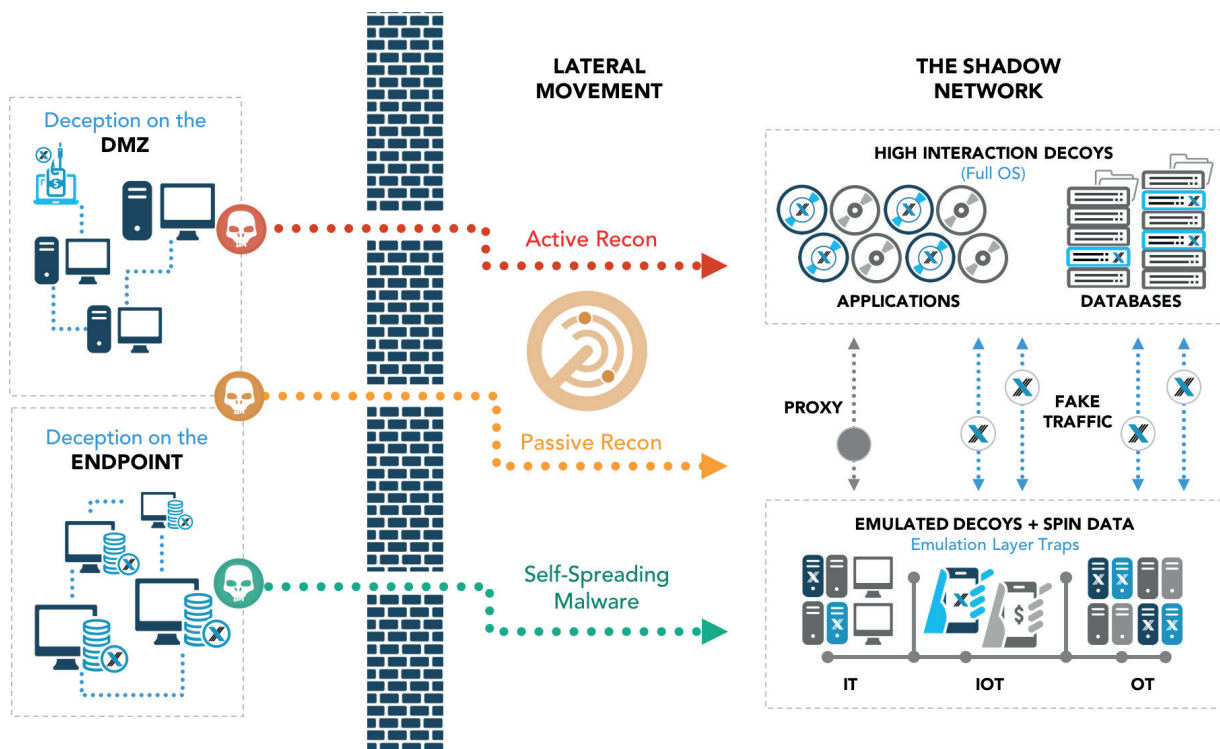 LATERAL
MOVEMENT
THE SHADOW
NETWORK
Deception on the
DMZ
X
$
Deception on the
ENDPOINT
X
X
X
X
Active Recon
Passive Recon
Self-Spreading
Malware
HIGH INTERACTION DECOYS
(Full OS)
X
X
X
X
X
X
X
APPLICATIONS
DATABASES
PROXY
FAKE
TRAFFIC
X
X
X
X
EMULATED DECOYS + SPIN DATA
Emulation Layer Traps
X
X
X
$
X
X
X
X
IT
IOT
OT